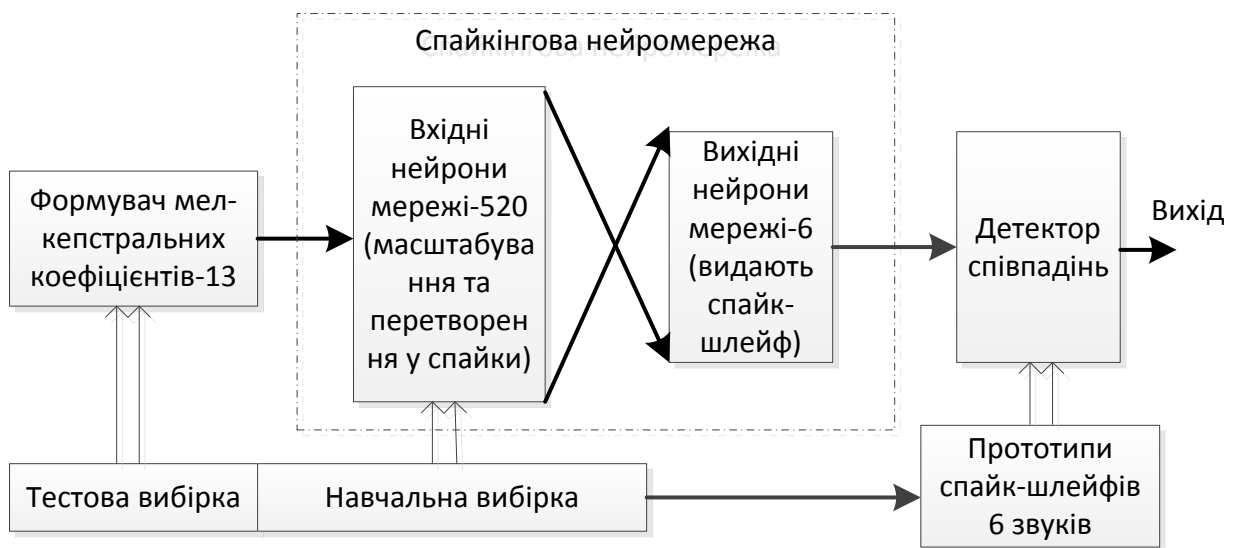 Спайкінгова нейромережа
Формувач мел-
кепстральних
коефіцієнтів-13
Вхідні
нейрони
мережі-520
(масштабува
ння та
перетворен
ня у спайки)
Вихідні
нейрони
мережі-6
(видають
спайк-
шлейф)
Детектор
співпадінь
Вихід
Тестова вибірка
Навчальна вибірка
Прототипи
спайк-шлейфів
6 звуків